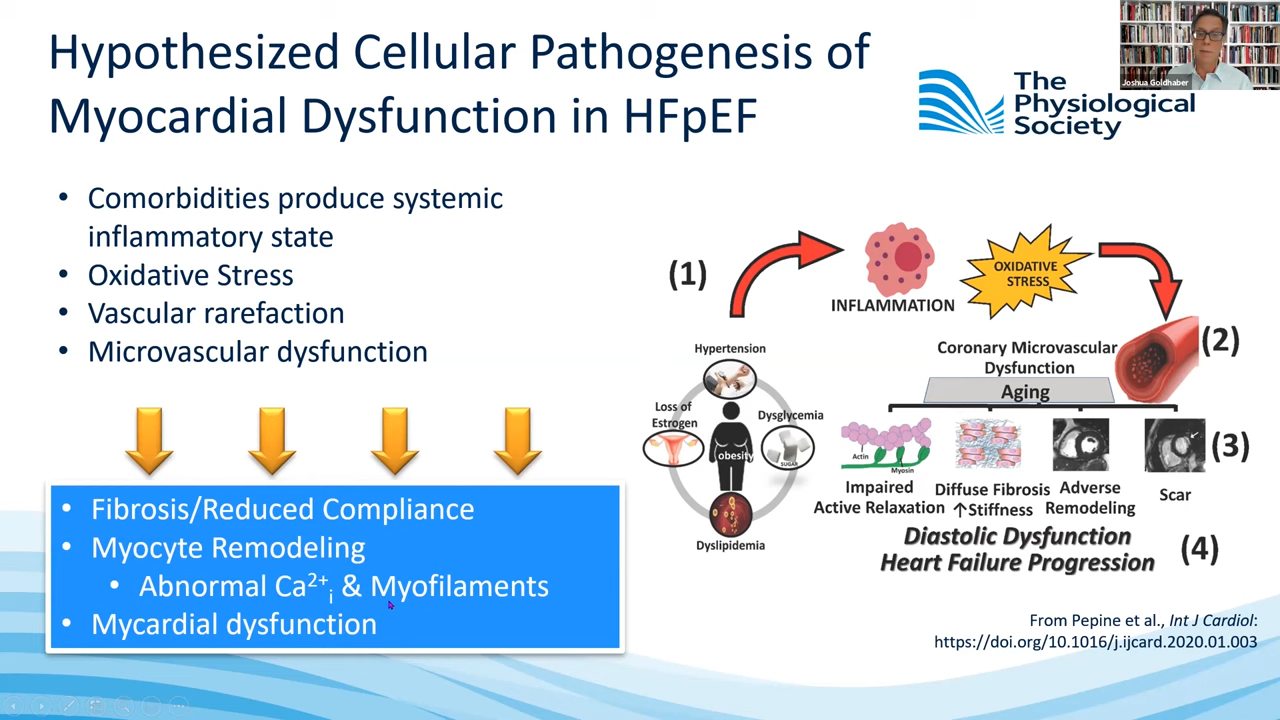 Hypothesized Cellular Pathogenesis of
Myocardial Dysfunction in HFpEF
Joshua Goldhaber
The
Physiological
Society
• Comorbidities produce systemic
inflammatory state
• Oxidative Stress
• Vascular rarefaction
• Microvascular dysfunction
• Fibrosis/Reduced Compliance
• Myocyte Remodeling
• Abnormal Ca²⁺ᵢ & Myofilaments
• Mycardial dysfunction
(1)
INFLAMMATION
OXIDATIVE
STRESS
(2)
Hypertension
Loss of
Estrogen
Dysglycemia
obesity
SUGAR
Dyslipidemia
Coronary Microvascular
Dysfunction
Aging
Actin
Myosin
(3)
Impaired
Active Relaxation
Diffuse Fibrosis
↑Stiffness
Adverse
Remodeling
Scar
Diastolic Dysfunction
Heart Failure Progression
(4)
From Pepine et al., Int J Cardiol:
https://doi.org/10.1016/j.ijcard.2020.01.003